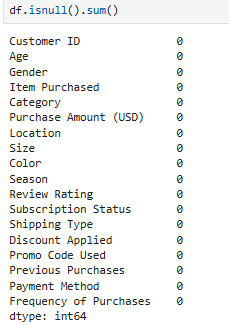 df.isnull().sum()
Customer ID 0
Age 0
Gender 0
Item Purchased 0
Category 0
Purchase Amount (USD) 0
Location 0
Size 0
Color 0
Season 0
Review Rating 0
Subscription Status 0
Shipping Type 0
Discount Applied 0
Promo Code Used 0
Previous Purchases 0
Payment Method 0
Frequency of Purchases 0
dtype: int64